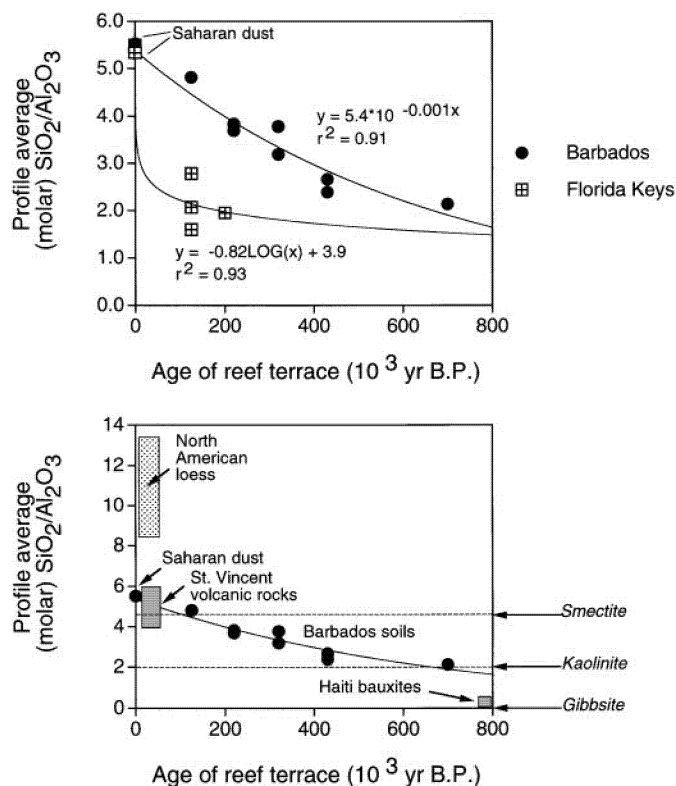 6.0
5.0
4.0
3.0
2.0
1.0
0.0
Profile average
(molar) SiO2/Al2O3
Saharan dust
y = 5.4*10 -0.001x
r2 = 0.91
Barbados
Florida Keys
y = -0.82LOG(x) + 3.9
r2 = 0.93
0 200 400 600 800
Age of reef terrace (10 3 yr B.P.)
14
12
10
8
6
4
2
0
Profile average
(molar) SiO2/Al2O3
North
American
loess
Saharan dust
St. Vincent
volcanic rocks
Barbados soils
Haiti bauxites
Smectite
Kaolinite
Gibbsite
0 200 400 600 800
Age of reef terrace (10 3 yr B.P.)